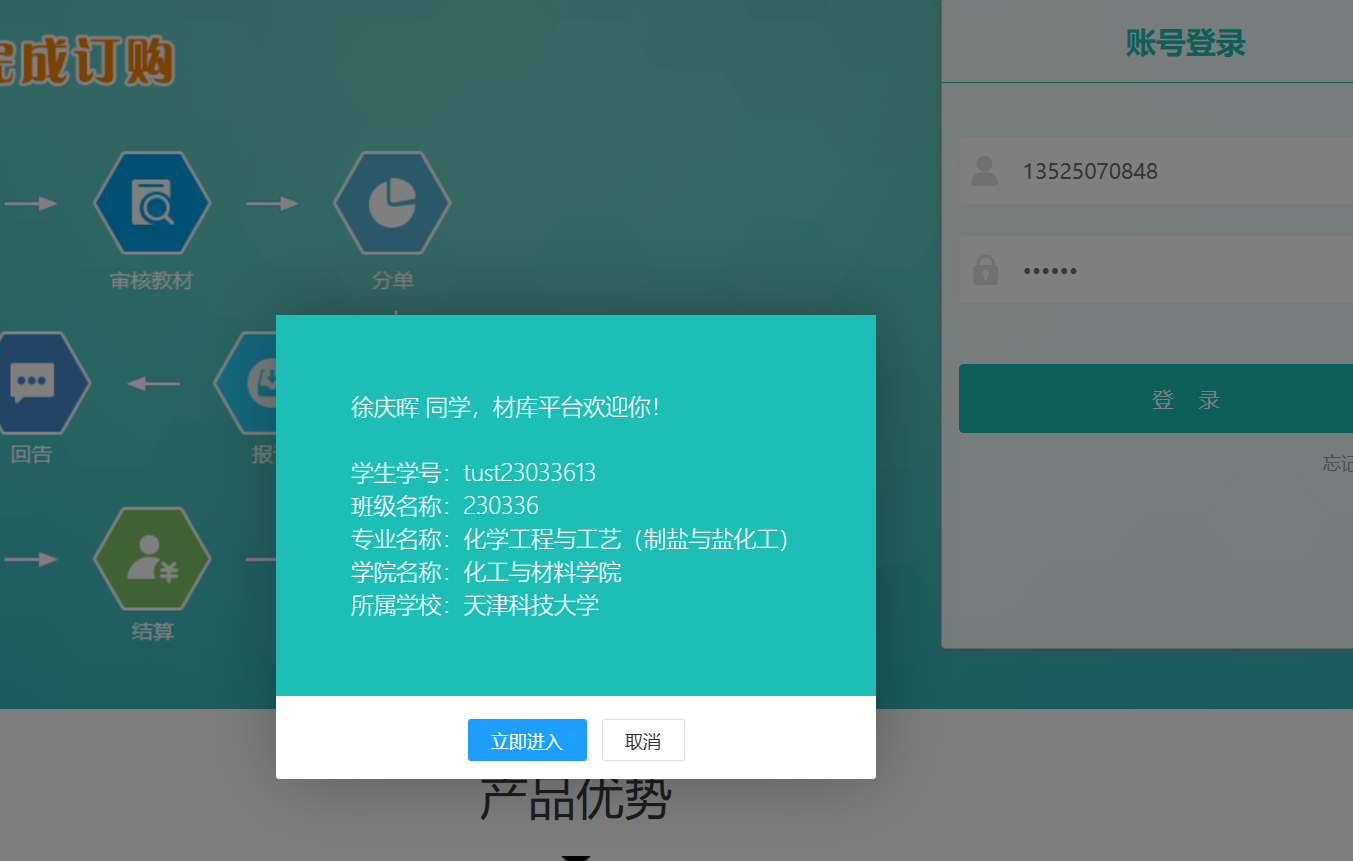 完成订购
账号登录
审核教材
分单
13525070848
••••••
登 录
忘记
回告
徐庆晖 同学，材库平台欢迎你！
学生学号：tust23033613
班级名称：230336
专业名称：化学工程与工艺（制盐与盐化工）
学院名称：化工与材料学院
所属学校：天津科技大学
结算
立即进入
取消
产品优势